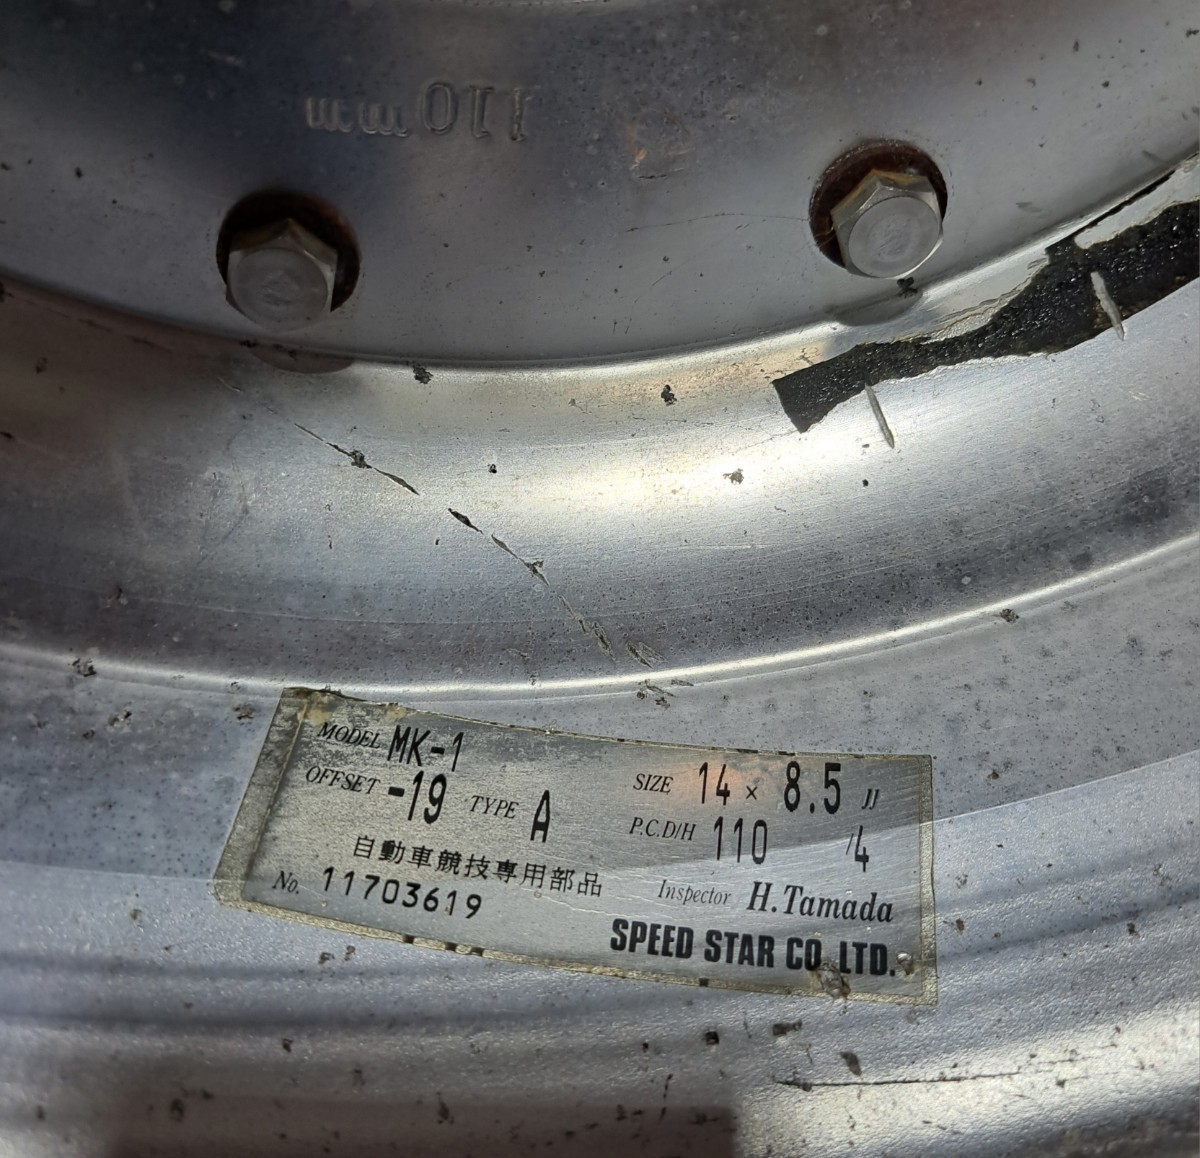 110mm
MODEL MK-1
OFFSET -19 TYPE A
自動車競技専用部品
No. 11703619
SIZE 14 × 8.5 JJ
P.C.D/H 110 /4
Inspector H.Tamada
SPEED STAR CO. LTD.